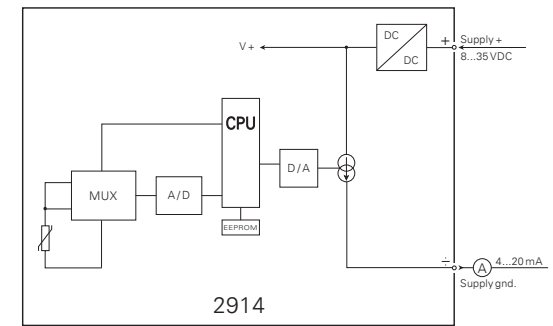 DC
DC
+
Supply +
8...35 VDC
V +
CPU
D/A
MUX
A/D
EEPROM
÷
A
4...20 mA
Supply gnd.
2914